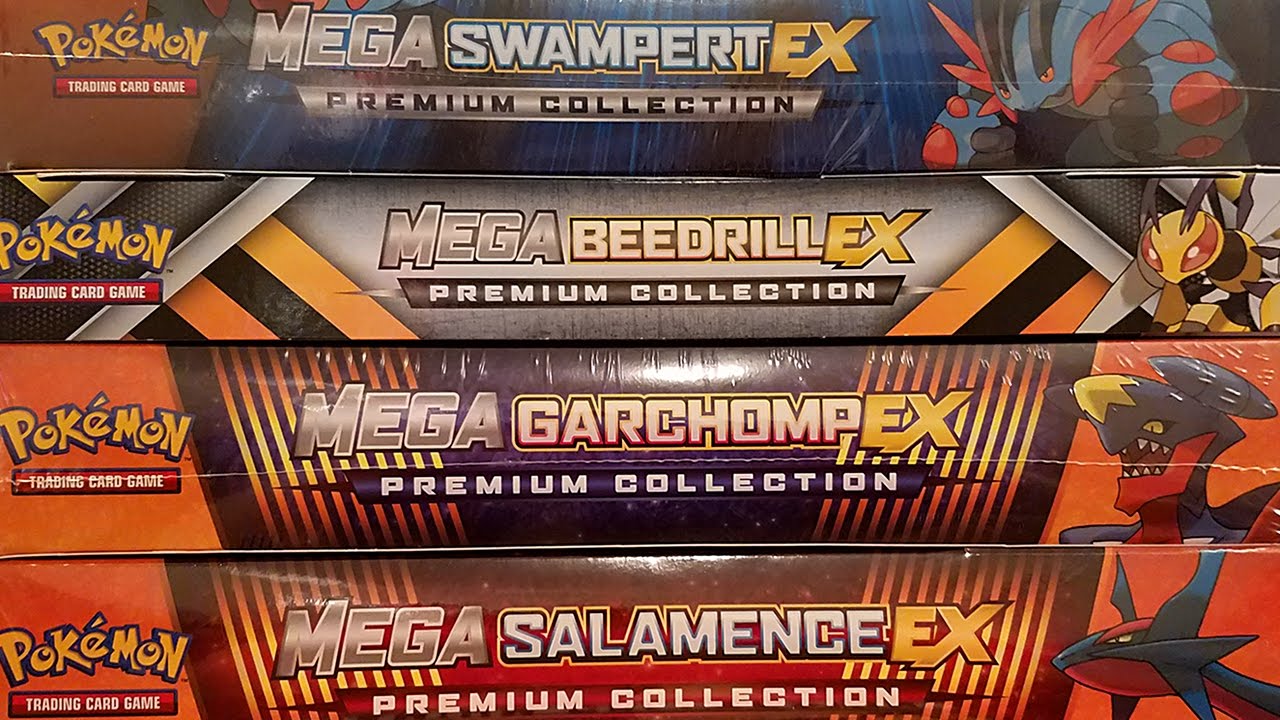 Pokémon
TRADING CARD GAME
MEGA SWAMPERT EX
PREMIUM COLLECTION
Pokémon
TRADING CARD GAME
MEGA BEEDRILL EX
PREMIUM COLLECTION
Pokémon
TRADING CARD GAME
MEGA GARCHOMP EX
PREMIUM COLLECTION
Pokémon
TRADING CARD GAME
MEGA SALAMENCE EX
PREMIUM COLLECTION